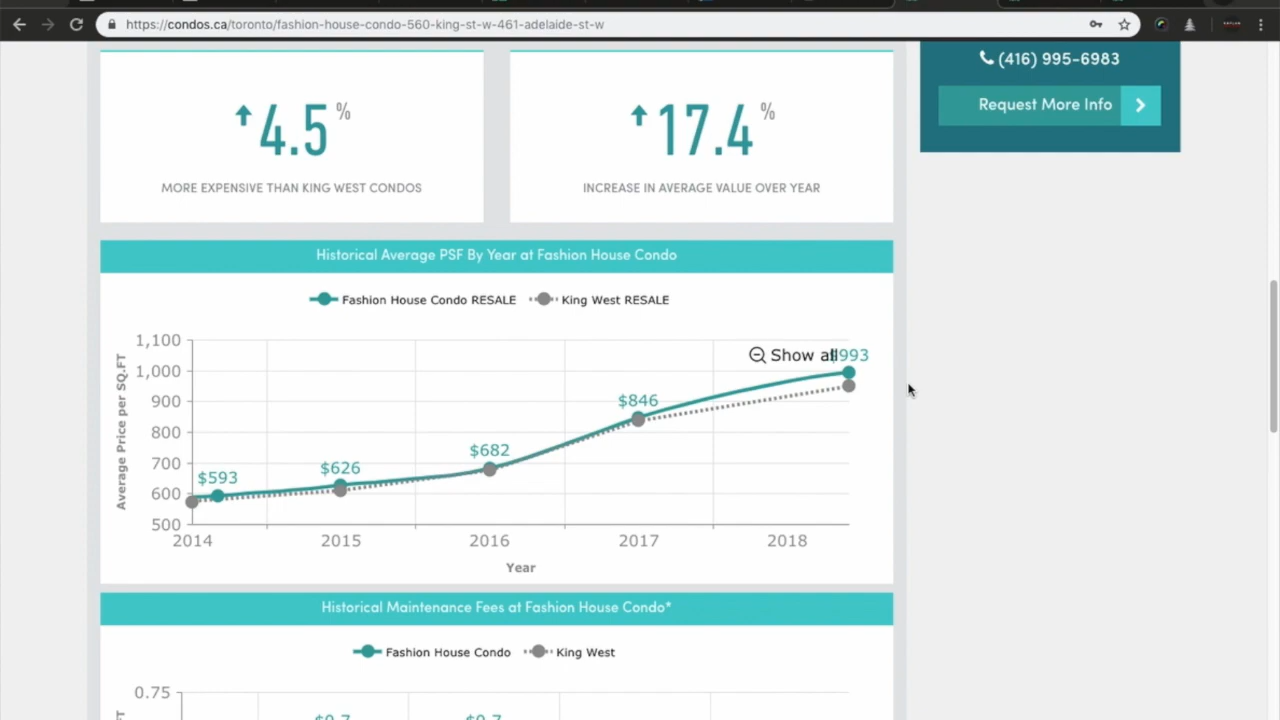 https://condos.ca/toronto/fashion-house-condo-560-king-st-w-461-adelaide-st-w
(416) 995-6983
Request More Info
4.5 %
MORE EXPENSIVE THAN KING WEST CONDOS
17.4 %
INCREASE IN AVERAGE VALUE OVER YEAR
Historical Average PSF By Year at Fashion House Condo
Fashion House Condo RESALE
King West RESALE
Average Price per SQ.FT
1,100
1,000
900
800
700
600
500
Show all
$993
$846
$682
$626
$593
2014
2015
2016
2017
2018
Year
Historical Maintenance Fees at Fashion House Condo*
Fashion House Condo
King West
0.75
$0.7
$0.7